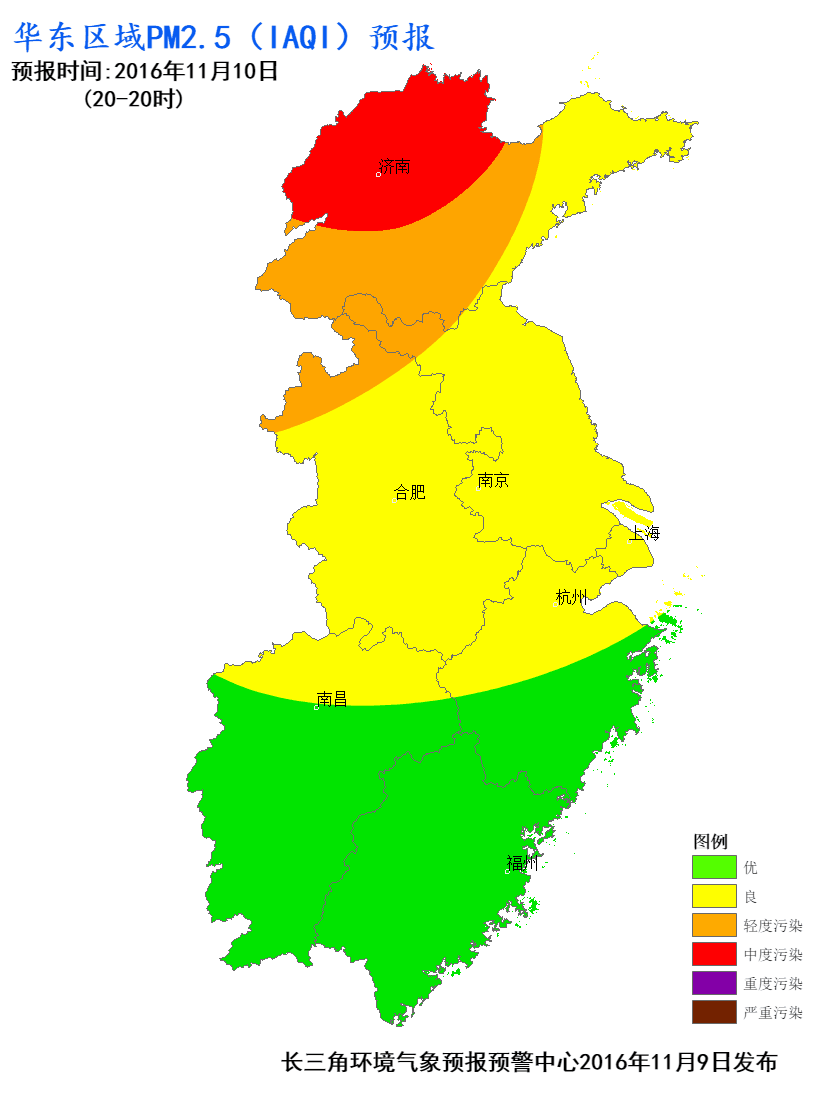 华东区域PM2.5（IAQI）预报
预报时间:2016年11月10日
(20-20时)
济南
合肥
南京
上海
杭州
南昌
福州
图例
优
良
轻度污染
中度污染
重度污染
严重污染
长三角环境气象预报预警中心2016年11月9日发布